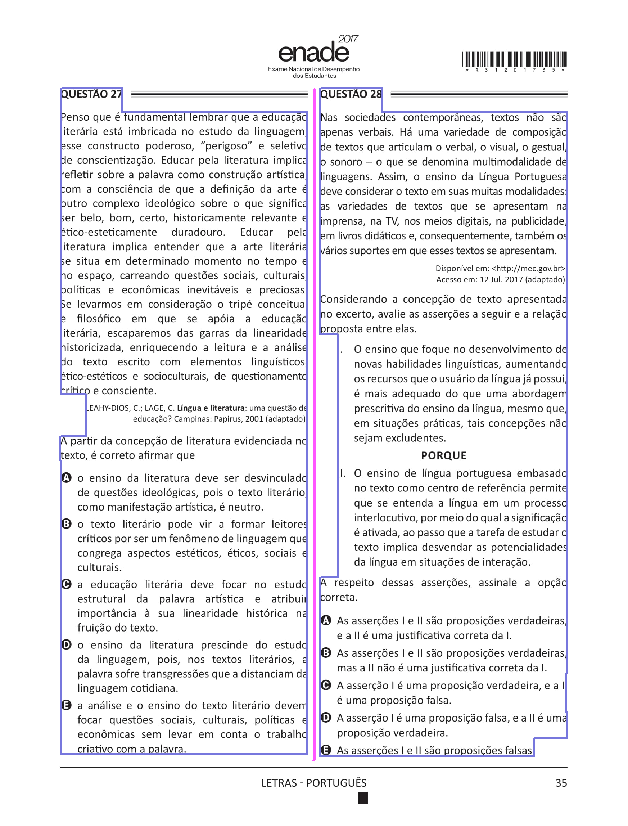 enade 2017
Exame Nacional de Desempenho
dos Estudantes
QUESTÃO 27
Penso que é fundamental lembrar que a educação
literária está imbricada no estudo da linguagem,
esse constructo poderoso, "perigoso" e seletivo
de conscientização. Educar pela literatura implica
refletir sobre a palavra como construção artística,
com a consciência de que a definição da arte é
outro complexo ideológico sobre o que significa
ser belo, bom, certo, historicamente relevante e
ético-esteticamente duradouro. Educar pela
literatura implica entender que a arte literária
se situa em determinado momento no tempo e
no espaço, carreando questões sociais, culturais,
políticas e econômicas inevitáveis e preciosas.
Se levarmos em consideração o tripé conceitual
e filosófico em que se apóia a educação
literária, escaparemos das garras da linearidade
historicizada, enriquecendo a leitura e a análise
do texto escrito com elementos linguísticos,
ético-estéticos e socioculturais, de questionamento
crítico e consciente.
LEAHY-DIOS, C.; LAGE, C. Língua e literatura: uma questão de
educação? Campinas: Papirus, 2001 (adaptado).
A partir da concepção de literatura evidenciada no
texto, é correto afirmar que
A o ensino da literatura deve ser desvinculado
de questões ideológicas, pois o texto literário,
como manifestação artística, é neutro.
B o texto literário pode vir a formar leitores
críticos por ser um fenômeno de linguagem que
congrega aspectos estéticos, éticos, sociais e
culturais.
C a educação literária deve focar no estudo
estrutural da palavra artística e atribuir
importância à sua linearidade histórica na
fruição do texto.
D o ensino da literatura prescinde do estudo
da linguagem, pois, nos textos literários, a
palavra sofre transgressões que a distanciam da
linguagem cotidiana.
E a análise e o ensino do texto literário devem
focar questões sociais, culturais, políticas e
econômicas sem levar em conta o trabalho
criativo com a palavra.
QUESTÃO 28
Nas sociedades contemporâneas, textos não são
apenas verbais. Há uma variedade de composição
de textos que articulam o verbal, o visual, o gestual,
o sonoro – o que se denomina multimodalidade de
linguagens. Assim, o ensino da Língua Portuguesa
deve considerar o texto em suas muitas modalidades:
as variedades de textos que se apresentam na
imprensa, na TV, nos meios digitais, na publicidade,
em livros didáticos e, consequentemente, também os
vários suportes em que esses textos se apresentam.
Disponível em: <http://mec.gov.br>
Acesso em: 12 Jul. 2017 (adaptado).
Considerando a concepção de texto apresentada
no excerto, avalie as asserções a seguir e a relação
proposta entre elas.
I. O ensino que foque no desenvolvimento de
novas habilidades linguísticas, aumentando
os recursos que o usuário da língua já possui,
é mais adequado do que uma abordagem
prescritiva do ensino da língua, mesmo que,
em situações práticas, tais concepções não
sejam excludentes.
PORQUE
II. O ensino de língua portuguesa embasado
no texto como centro de referência permite
que se entenda a língua em um processo
interlocutivo, por meio do qual a significação
é ativada, ao passo que a tarefa de estudar o
texto implica desvendar as potencialidades
da língua em situações de interação.
A respeito dessas asserções, assinale a opção
correta.
A As asserções I e II são proposições verdadeiras,
e a II é uma justificativa correta da I.
B As asserções I e II são proposições verdadeiras,
mas a II não é uma justificativa correta da I.
C A asserção I é uma proposição verdadeira, e a II
é uma proposição falsa.
D A asserção I é uma proposição falsa, e a II é uma
proposição verdadeira.
E As asserções I e II são proposições falsas.
LETRAS - PORTUGUÊS
35